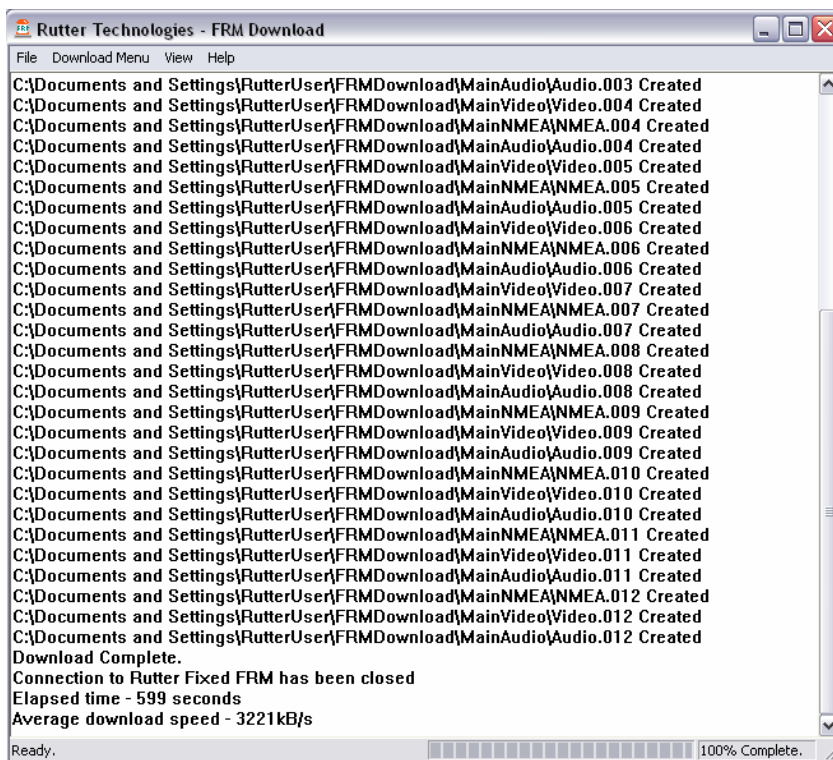 FRE Rutter Technologies - FRM Download
File Download Menu View Help
C:\Documents and Settings\RutterUser\FRMDownload\MainAudio\Audio.003 Created
C:\Documents and Settings\RutterUser\FRMDownload\MainVideo\Video.004 Created
C:\Documents and Settings\RutterUser\FRMDownload\MainNMEA\NMEA.004 Created
C:\Documents and Settings\RutterUser\FRMDownload\MainAudio\Audio.004 Created
C:\Documents and Settings\RutterUser\FRMDownload\MainVideo\Video.005 Created
C:\Documents and Settings\RutterUser\FRMDownload\MainNMEA\NMEA.005 Created
C:\Documents and Settings\RutterUser\FRMDownload\MainAudio\Audio.005 Created
C:\Documents and Settings\RutterUser\FRMDownload\MainVideo\Video.006 Created
C:\Documents and Settings\RutterUser\FRMDownload\MainNMEA\NMEA.006 Created
C:\Documents and Settings\RutterUser\FRMDownload\MainAudio\Audio.006 Created
C:\Documents and Settings\RutterUser\FRMDownload\MainVideo\Video.007 Created
C:\Documents and Settings\RutterUser\FRMDownload\MainNMEA\NMEA.007 Created
C:\Documents and Settings\RutterUser\FRMDownload\MainAudio\Audio.007 Created
C:\Documents and Settings\RutterUser\FRMDownload\MainNMEA\NMEA.008 Created
C:\Documents and Settings\RutterUser\FRMDownload\MainVideo\Video.008 Created
C:\Documents and Settings\RutterUser\FRMDownload\MainAudio\Audio.008 Created
C:\Documents and Settings\RutterUser\FRMDownload\MainNMEA\NMEA.009 Created
C:\Documents and Settings\RutterUser\FRMDownload\MainVideo\Video.009 Created
C:\Documents and Settings\RutterUser\FRMDownload\MainAudio\Audio.009 Created
C:\Documents and Settings\RutterUser\FRMDownload\MainNMEA\NMEA.010 Created
C:\Documents and Settings\RutterUser\FRMDownload\MainVideo\Video.010 Created
C:\Documents and Settings\RutterUser\FRMDownload\MainAudio\Audio.010 Created
C:\Documents and Settings\RutterUser\FRMDownload\MainNMEA\NMEA.011 Created
C:\Documents and Settings\RutterUser\FRMDownload\MainVideo\Video.011 Created
C:\Documents and Settings\RutterUser\FRMDownload\MainAudio\Audio.011 Created
C:\Documents and Settings\RutterUser\FRMDownload\MainNMEA\NMEA.012 Created
C:\Documents and Settings\RutterUser\FRMDownload\MainVideo\Video.012 Created
C:\Documents and Settings\RutterUser\FRMDownload\MainAudio\Audio.012 Created
Download Complete.
Connection to Rutter Fixed FRM has been closed
Elapsed time - 599 seconds
Average download speed - 3221kB/s
Ready. 100% Complete.